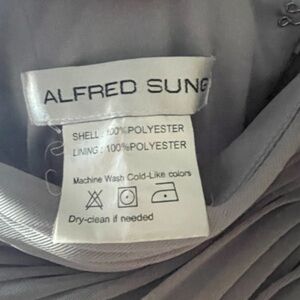 ALFRED SUNG
SHELL : 100%POLYESTER
LINING : 100%POLYESTER
Machine Wash Cold-Like colors
Dry-clean if needed